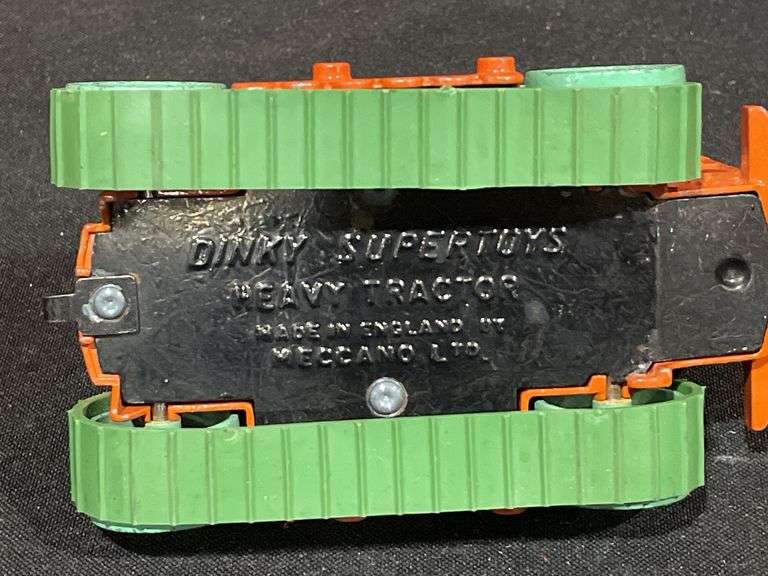 DINKY SUPERTOYS
HEAVY TRACTOR
MADE IN ENGLAND BY
MECCANO LTD.